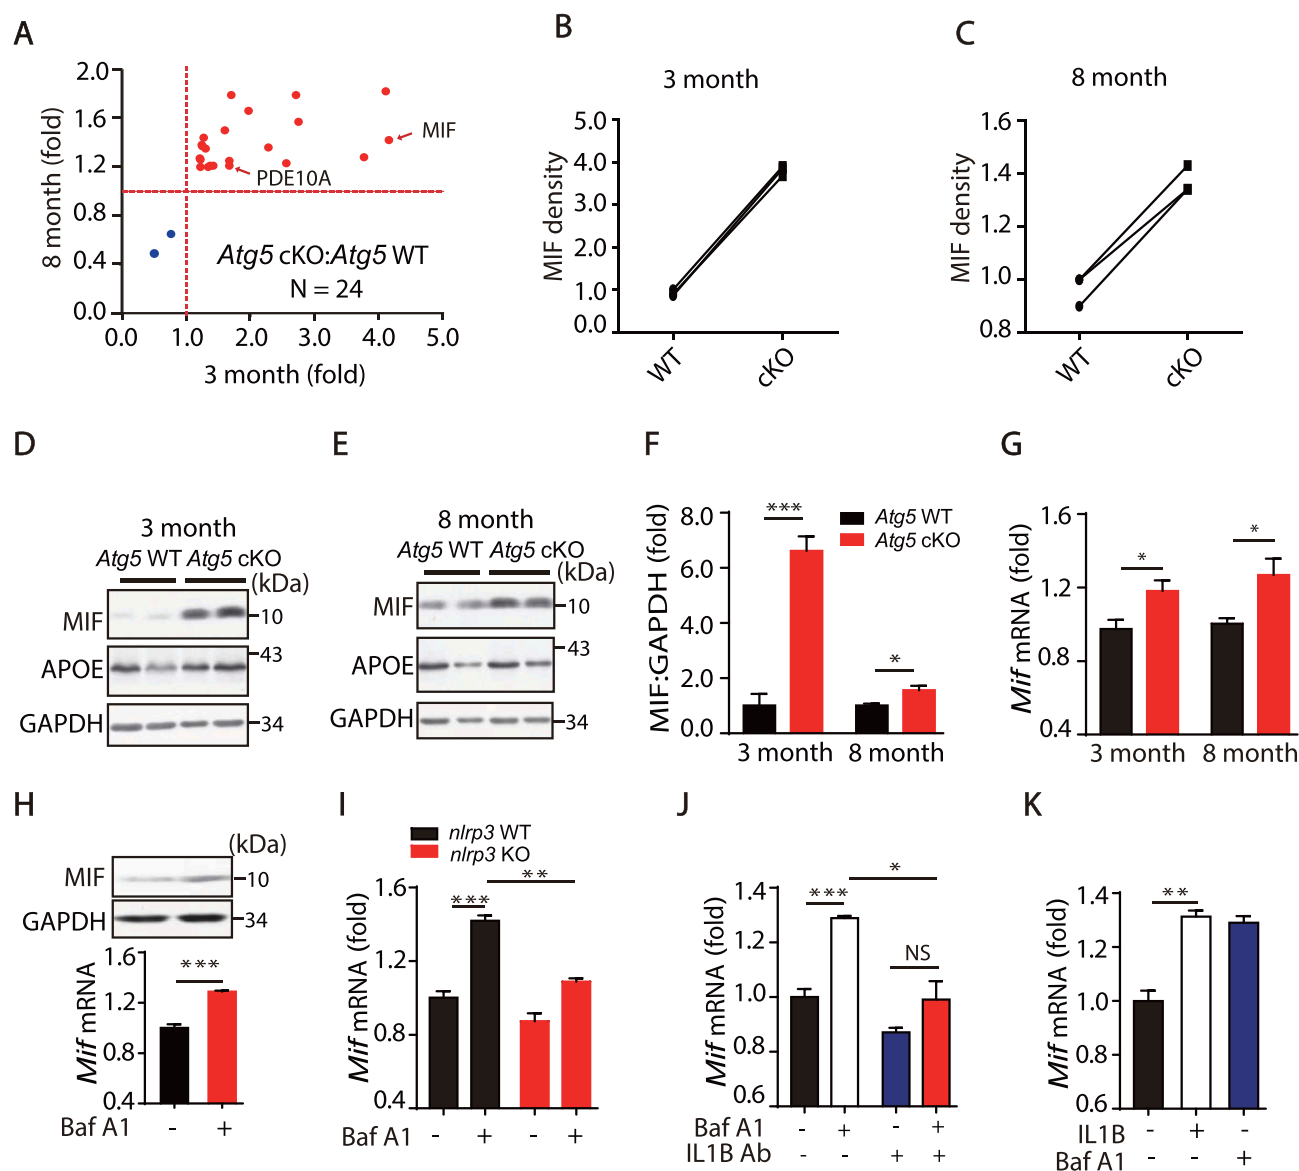 A
2.0
1.6
1.2
0.8
0.4
0.0
8 month (fold)
MIF
PDE10A
Atg5 cKO:Atg5 WT
N = 24
0.0 1.0 2.0 3.0 4.0 5.0
3 month (fold)
B
3 month
5.0
4.0
3.0
2.0
1.0
0.0
MIF density
WT cKO
C
8 month
1.6
1.4
1.2
1.0
0.8
MIF density
WT cKO
D
3 month
Atg5 WT Atg5 cKO
(kDa)
MIF 10
APOE 43
GAPDH 34
E
8 month
Atg5 WT Atg5 cKO
(kDa)
MIF 10
APOE 43
GAPDH 34
F
8.0
6.0
4.0
2.0
0.0
MIF:GAPDH (fold)
***
*
Atg5 WT
Atg5 cKO
3 month 8 month
G
1.6
1.2
0.8
0.4
Mif mRNA (fold)
*
*
3 month 8 month
H
(kDa)
MIF 10
GAPDH 34
1.6
1.2
0.8
0.4
Mif mRNA
***
Baf A1 - +
I
nlrp3 WT
nlrp3 KO
1.6
1.2
0.8
0.4
Mif mRNA (fold)
***
**
Baf A1 - + - +
J
1.4
1.2
1.0
0.8
0.6
Mif mRNA (fold)
***
*
NS
Baf A1 - + - +
IL1B Ab - - + +
K
1.4
1.2
1.0
0.8
0.6
Mif mRNA (fold)
**
IL1B - + -
Baf A1 - - +